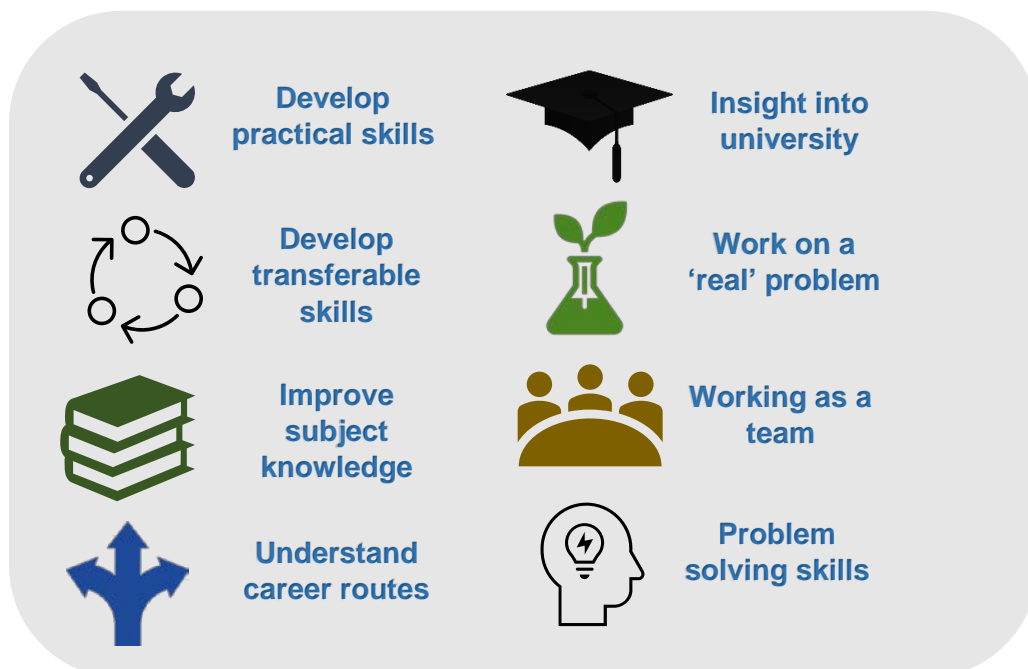 Develop
practical skills
Develop
transferable
skills
Improve
subject
knowledge
Understand
career routes
Insight into
university
Work on a
‘real’ problem
Working as a
team
Problem
solving skills